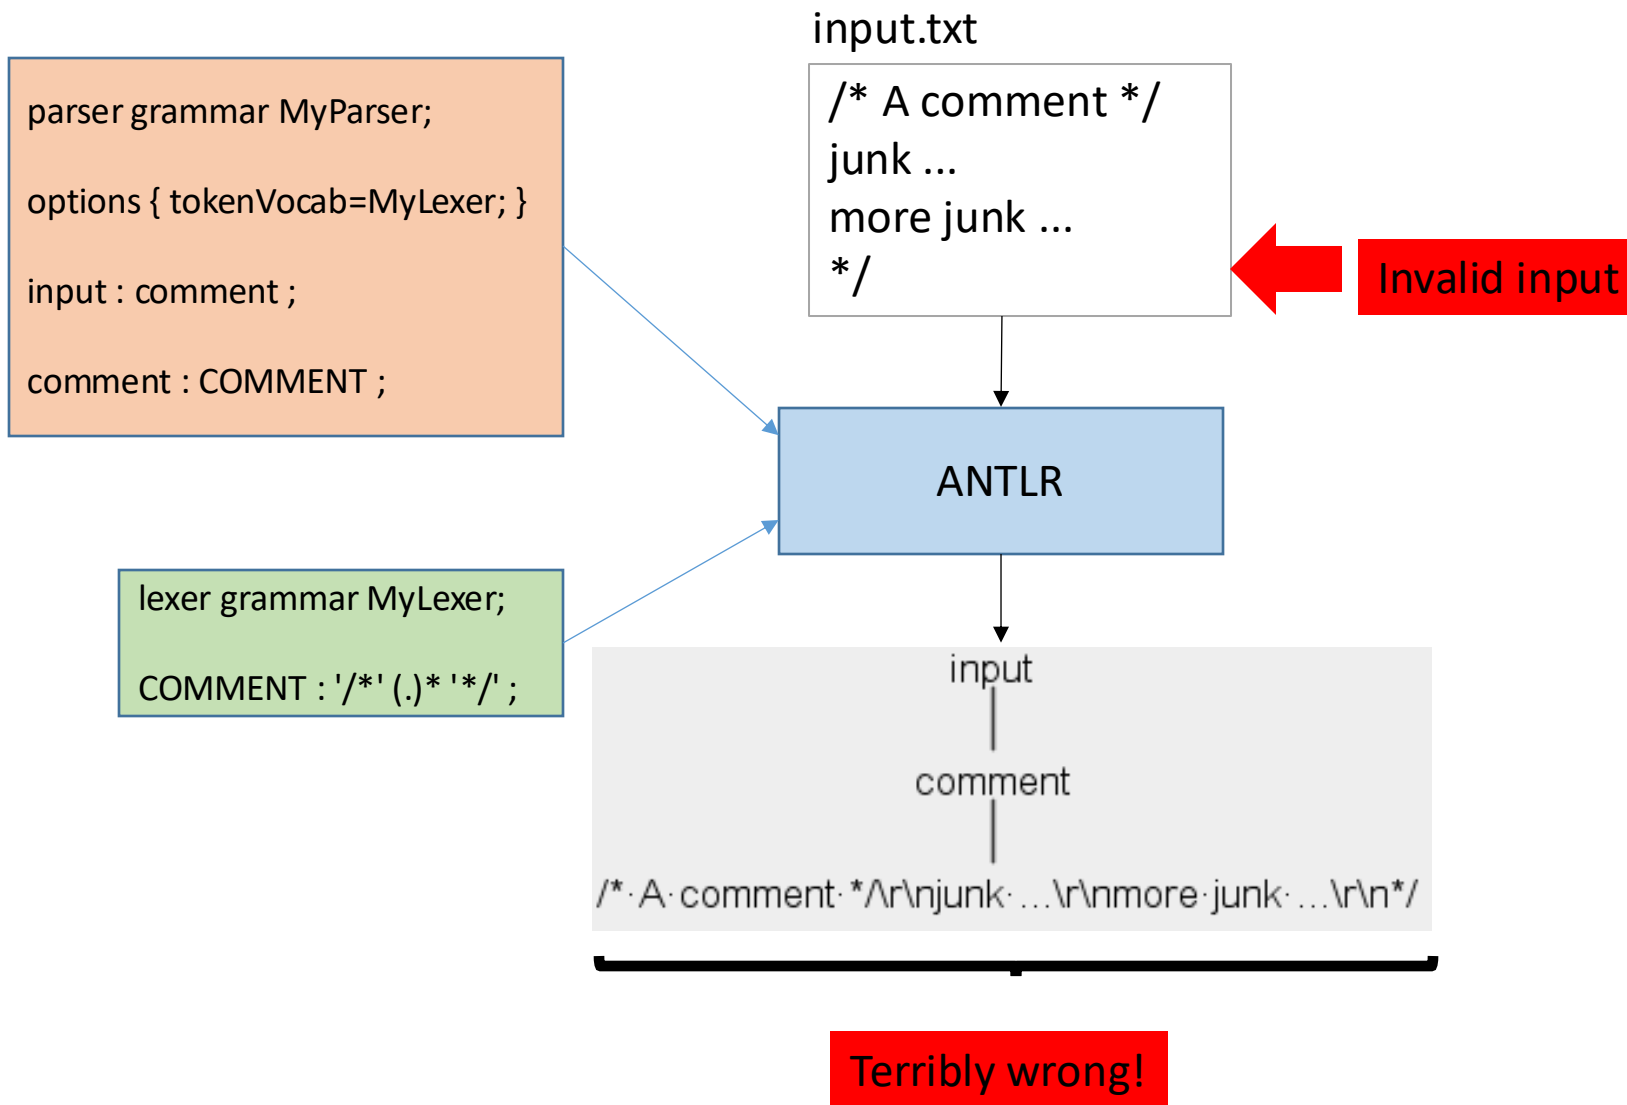 input.txt
parser grammar MyParser;
options { tokenVocab=MyLexer; }
input : comment ;
comment : COMMENT ;
/* A comment */
junk ...
more junk ...
*/
Invalid input
ANTLR
lexer grammar MyLexer;
COMMENT : '/*' (.)* '*/' ;
input
comment
/*·A·comment·*/\r\njunk·...\r\nmore·junk·...\r\n*/
Terribly wrong!